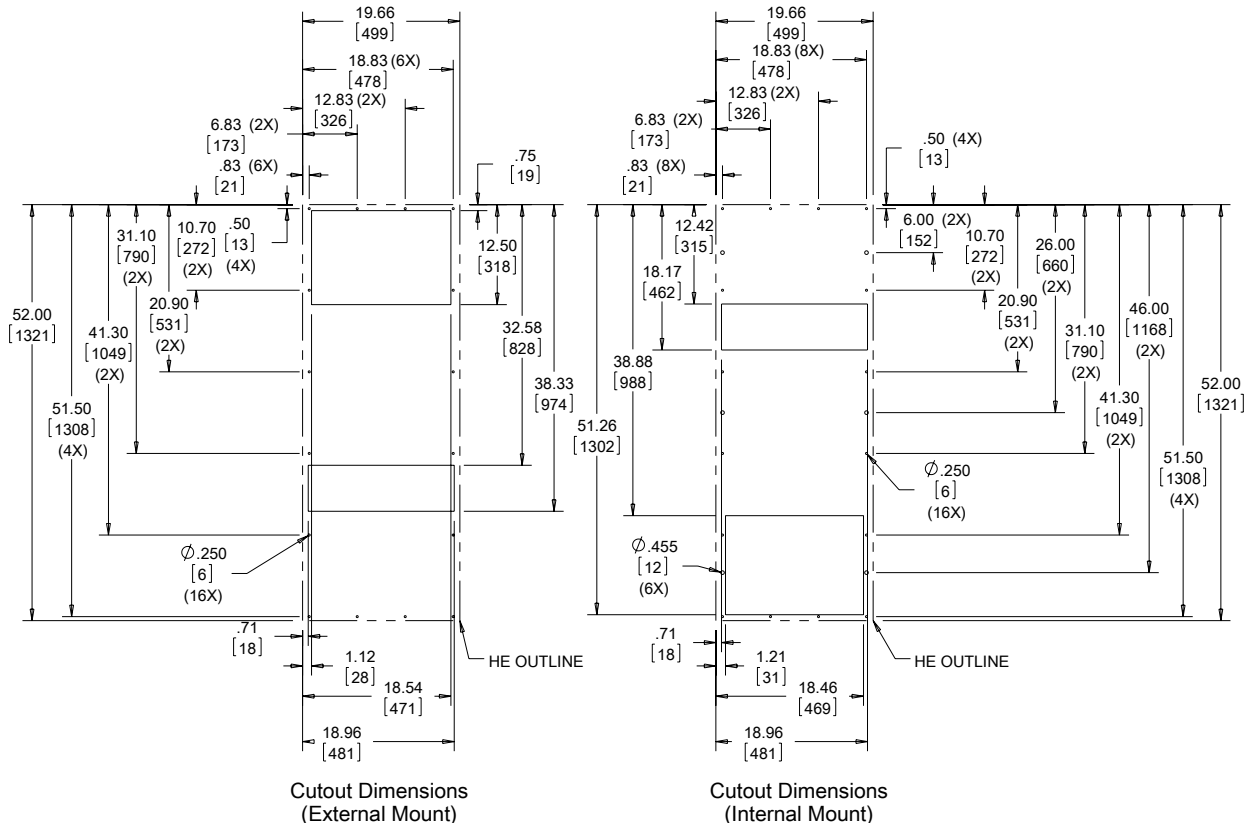 19.66
[499]
18.83 (6X)
[478]
12.83 (2X)
[326]
6.83 (2X)
[173]
.83 (6X)
[21]
.75
[19]
31.10
[790]
(2X)
10.70
[272]
(2X)
.50
[13]
(4X)
12.50
[318]
52.00
[1321]
41.30
[1049]
(2X)
20.90
[531]
(2X)
32.58
[828]
38.33
[974]
51.50
[1308]
(4X)
Ø.250
[6]
(16X)
.71
[18]
1.12
[28]
HE OUTLINE
18.54
[471]
18.96
[481]
Cutout Dimensions
(External Mount)
19.66
[499]
18.83 (8X)
[478]
12.83 (2X)
[326]
6.83 (2X)
[173]
.83 (8X)
[21]
.50 (4X)
[13]
12.42
[315]
6.00 (2X)
[152]
10.70
[272]
(2X)
26.00
[660]
(2X)
18.17
[462]
20.90
[531]
(2X)
46.00
[1168]
(2X)
31.10
[790]
(2X)
38.88
[988]
52.00
[1321]
41.30
[1049]
(2X)
51.26
[1302]
51.50
[1308]
(4X)
Ø.250
[6]
(16X)
Ø.455
[12]
(6X)
.71
[18]
1.21
[31]
HE OUTLINE
18.46
[469]
18.96
[481]
Cutout Dimensions
(Internal Mount)